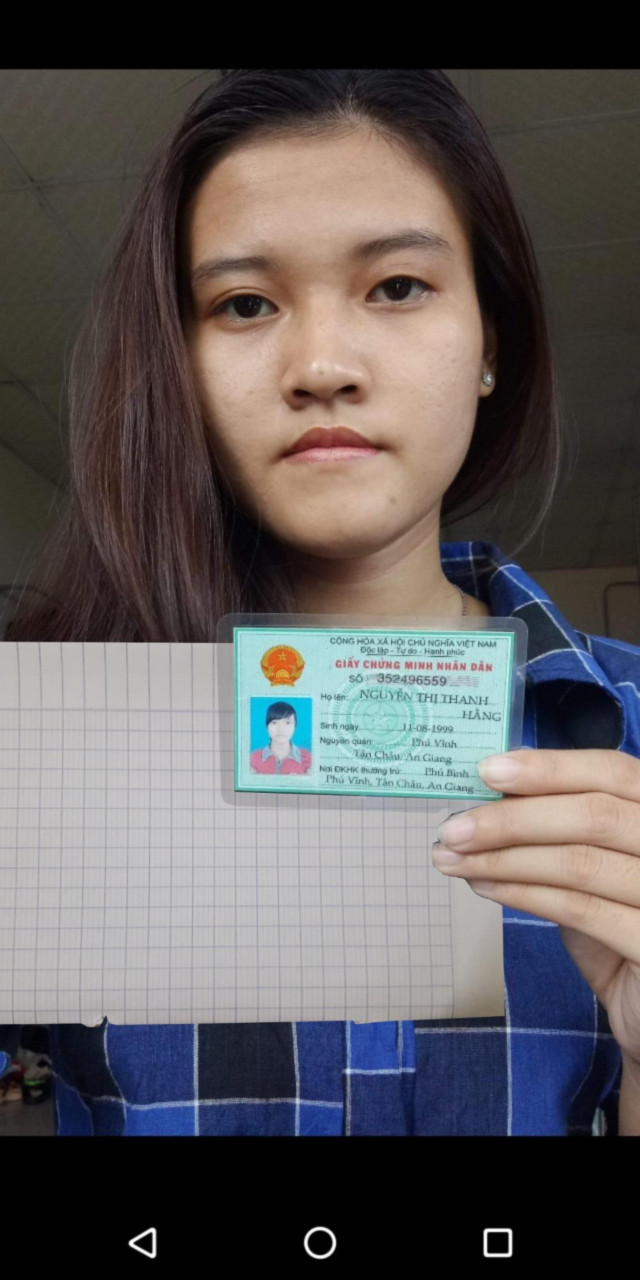 CỘNG HÒA XÃ HỘI CHỦ NGHĨA VIỆT NAM
Độc lập - Tự do - Hạnh phúc
GIẤY CHỨNG MINH NHÂN DÂN
SỐ 352496559
Họ tên: NGUYỄN THỊ THANH
HẰNG
Sinh ngày: 11-08-1999
Nguyên quán: Phú Vĩnh
Tân Châu, An Giang
Nơi ĐKHK thường trú: Phú Bình
Phú Vĩnh, Tân Châu, An Giang